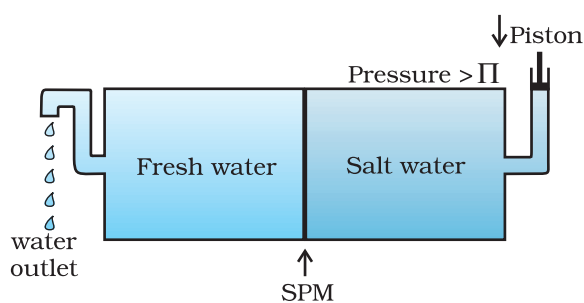 Piston
Pressure > Π
Fresh water
Salt water
water
outlet
SPM